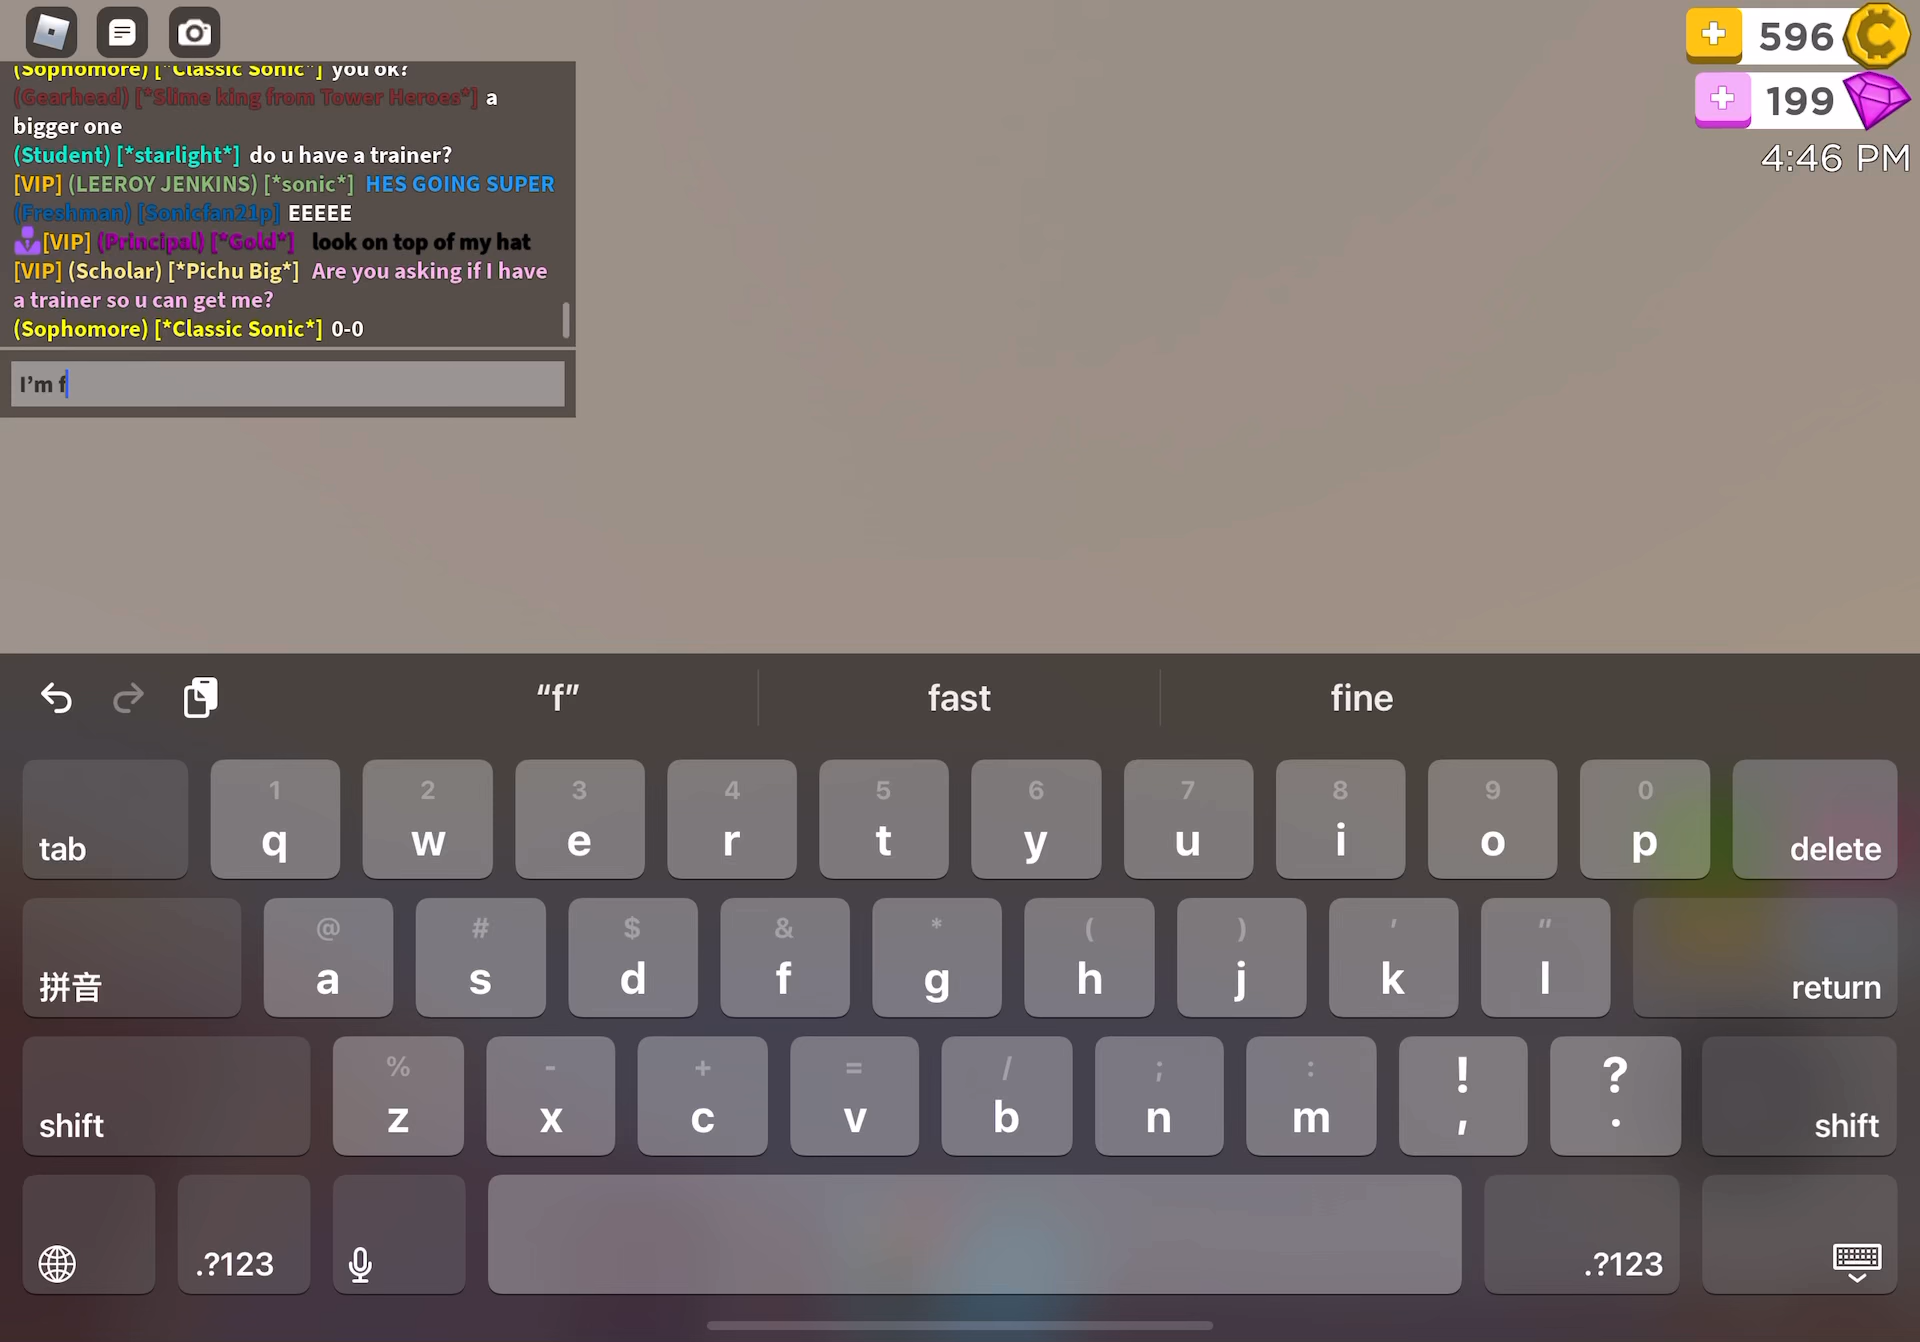 596
199
4:46 PM
(Sophomore) [*Classic Sonic*] you ok?
(Gearhead) [*Slime king from Tower Heroes*] a
bigger one
(Student) [*starlight*] do u have a trainer?
[VIP] (LEEROY JENKINS) [*sonic*] HES GOING SUPER
(Freshman) [Sonicfan21p] EEEEE
[VIP] (Principal) [*Gold*] look on top of my hat
[VIP] (Scholar) [*Pichu Big*] Are you asking if I have
a trainer so u can get me?
(Sophomore) [*Classic Sonic*] 0-0
I’m f
“f” fast fine
1 2 3 4 5 6 7 8 9 0
tab q w e r t y u i o p delete
@ # $ & * ( ) ' "
拼音 a s d f g h j k l return
% - + = / ; : ! ?
shift z x c v b n m , . shift
.?123 .?123